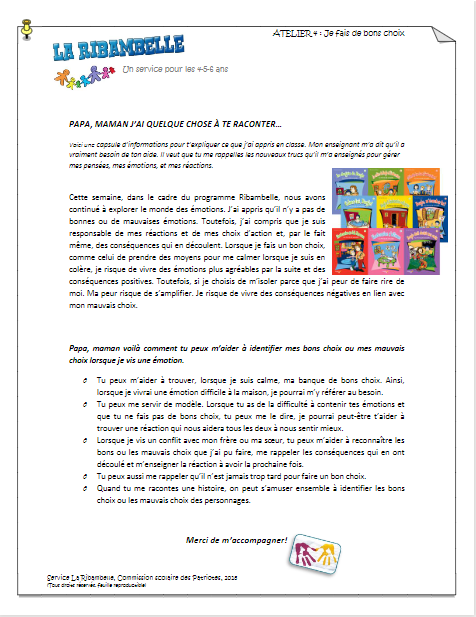 ATELIER 4 : Je fais de bons choix
LA RIBAMBELLE
Un service pour les 4-5-6 ans
PAPA, MAMAN J'AI QUELQUE CHOSE À TE RACONTER…
Voici une capsule d'informations pour t'expliquer ce que j'ai appris en classe. Mon enseignant m'a dit qu'il a
vraiment besoin de ton aide. Il veut que tu me rappelles les nouveaux trucs qu'il m'a enseignés pour gérer
mes pensées, mes émotions, et mes réactions.
Cette semaine, dans le cadre du programme Ribambelle, nous avons
continué à explorer le monde des émotions. J'ai appris qu'il n'y a pas de
bonnes ou de mauvaises émotions. Toutefois, j'ai compris que je suis
responsable de mes réactions et de mes choix d'action et, par le fait
même, des conséquences qui en découlent. Lorsque je fais un bon choix,
comme celui de prendre des moyens pour me calmer lorsque je suis en
colère, je risque de vivre des émotions plus agréables par la suite et des
conséquences positives. Toutefois, si je choisis de m'isoler parce que j'ai peur de faire rire de
moi. Ma peur risque de s'amplifier. Je risque de vivre des conséquences négatives en lien avec
mon mauvais choix.
Papa, maman voilà comment tu peux m'aider à identifier mes bons choix ou mes mauvais
choix lorsque je vis une émotion.
Tu peux m'aider à trouver, lorsque je suis calme, ma banque de bons choix. Ainsi,
lorsque je vivrai une émotion difficile à la maison, je pourrai m'y référer au besoin.
Tu peux me servir de modèle. Lorsque tu as de la difficulté à contenir tes émotions et
que tu ne fais pas de bons choix, tu peux me le dire, je pourrai peut-être t'aider à
trouver une réaction qui nous aidera tous les deux à nous sentir mieux.
Lorsque je vis un conflit avec mon frère ou ma sœur, tu peux m'aider à reconnaître les
bons ou les mauvais choix que j'ai pu faire, me rappeler les conséquences qui en ont
découlé et m'enseigner la réaction à avoir la prochaine fois.
Tu peux aussi me rappeler qu'il n'est jamais trop tard pour faire un bon choix.
Quand tu me racontes une histoire, on peut s'amuser ensemble à identifier les bons
choix ou les mauvais choix des personnages.
Merci de m'accompagner!
Service La Ribambelle, Commission scolaire des Patriotes, 2018
(Tous droits réservés, feuille reproductible)